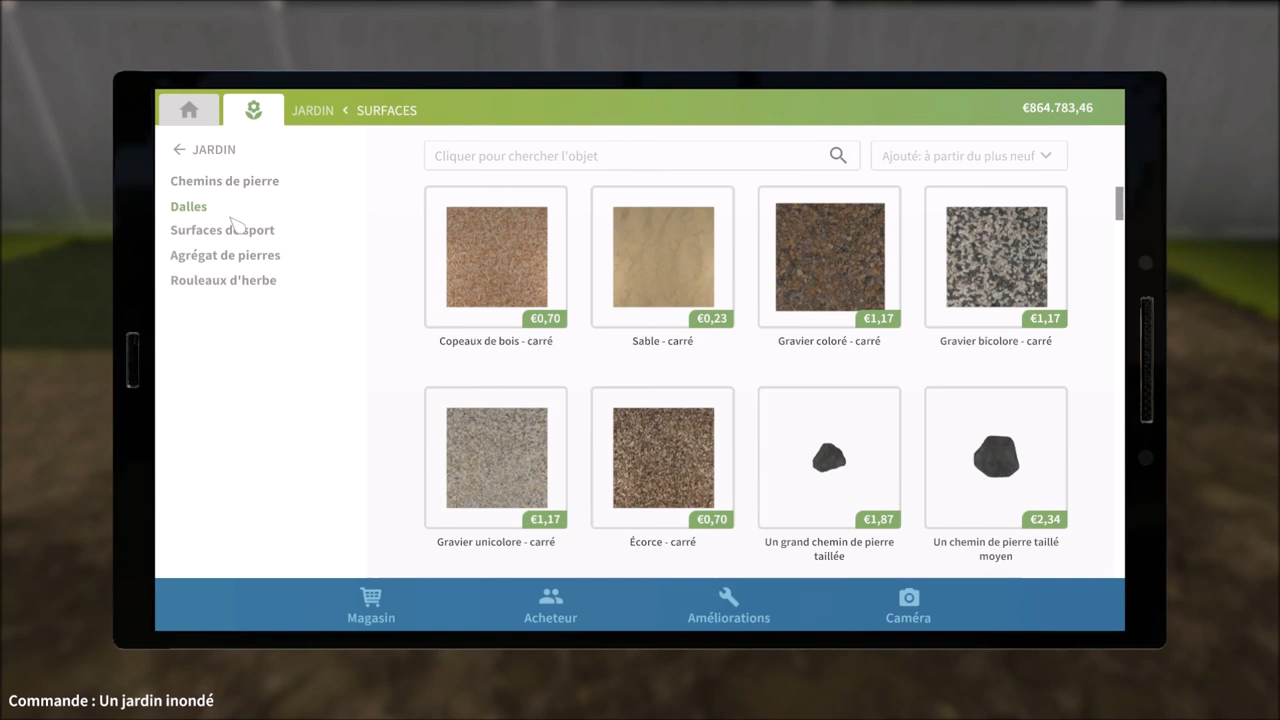 JARDIN < SURFACES
€864.783,46
← JARDIN
Chemins de pierre
Dalles
Surfaces de sport
Agrégat de pierres
Rouleaux d'herbe
Cliquer pour chercher l'objet
Ajouté: à partir du plus neuf
€0,70
€0,23
€1,17
€1,17
Copeaux de bois - carré
Sable - carré
Gravier coloré - carré
Gravier bicolore - carré
€1,17
€0,70
€1,87
€2,34
Gravier unicolore - carré
Écorce - carré
Un grand chemin de pierre
taillée
Un chemin de pierre taillé
moyen
Magasin
Acheteur
Améliorations
Caméra
Commande : Un jardin inondé